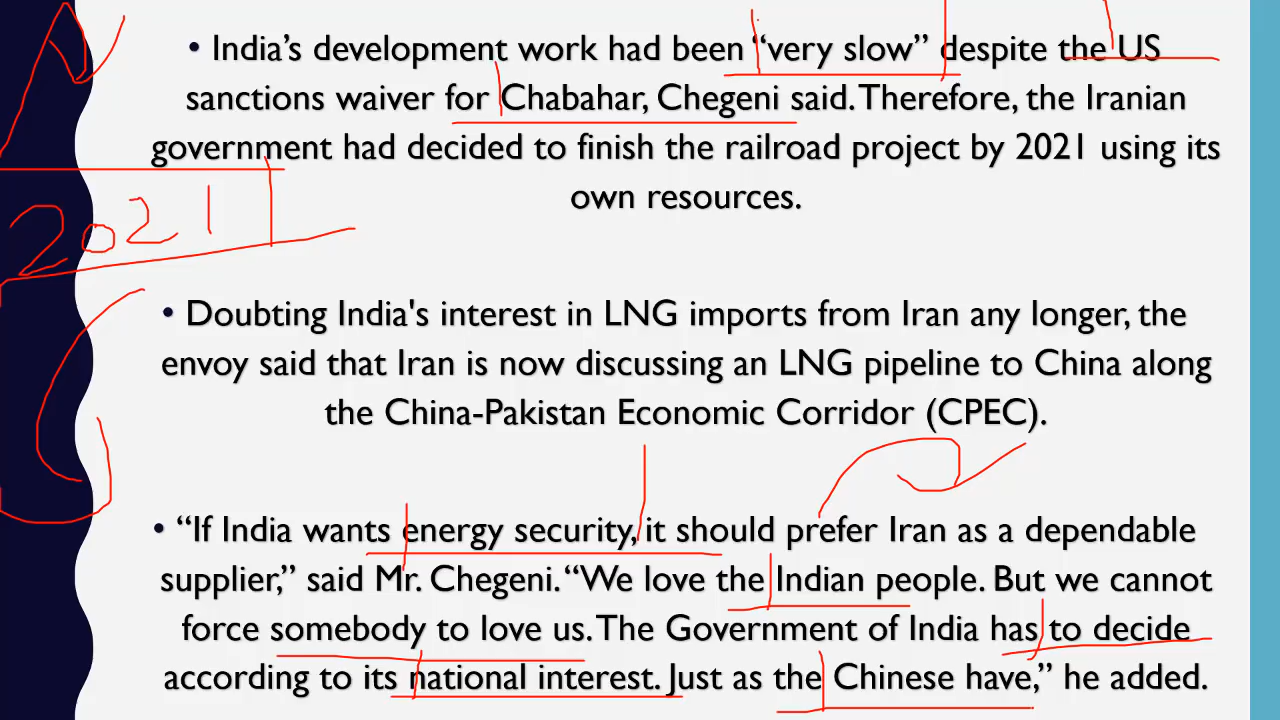 • India’s development work had been “very slow” despite the US
sanctions waiver for Chabahar, Chegeni said. Therefore, the Iranian
government had decided to finish the railroad project by 2021 using its
own resources.
2021
• Doubting India's interest in LNG imports from Iran any longer, the
envoy said that Iran is now discussing an LNG pipeline to China along
the China-Pakistan Economic Corridor (CPEC).
• “If India wants energy security, it should prefer Iran as a dependable
supplier,” said Mr. Chegeni. “We love the Indian people. But we cannot
force somebody to love us. The Government of India has to decide
according to its national interest. Just as the Chinese have,” he added.